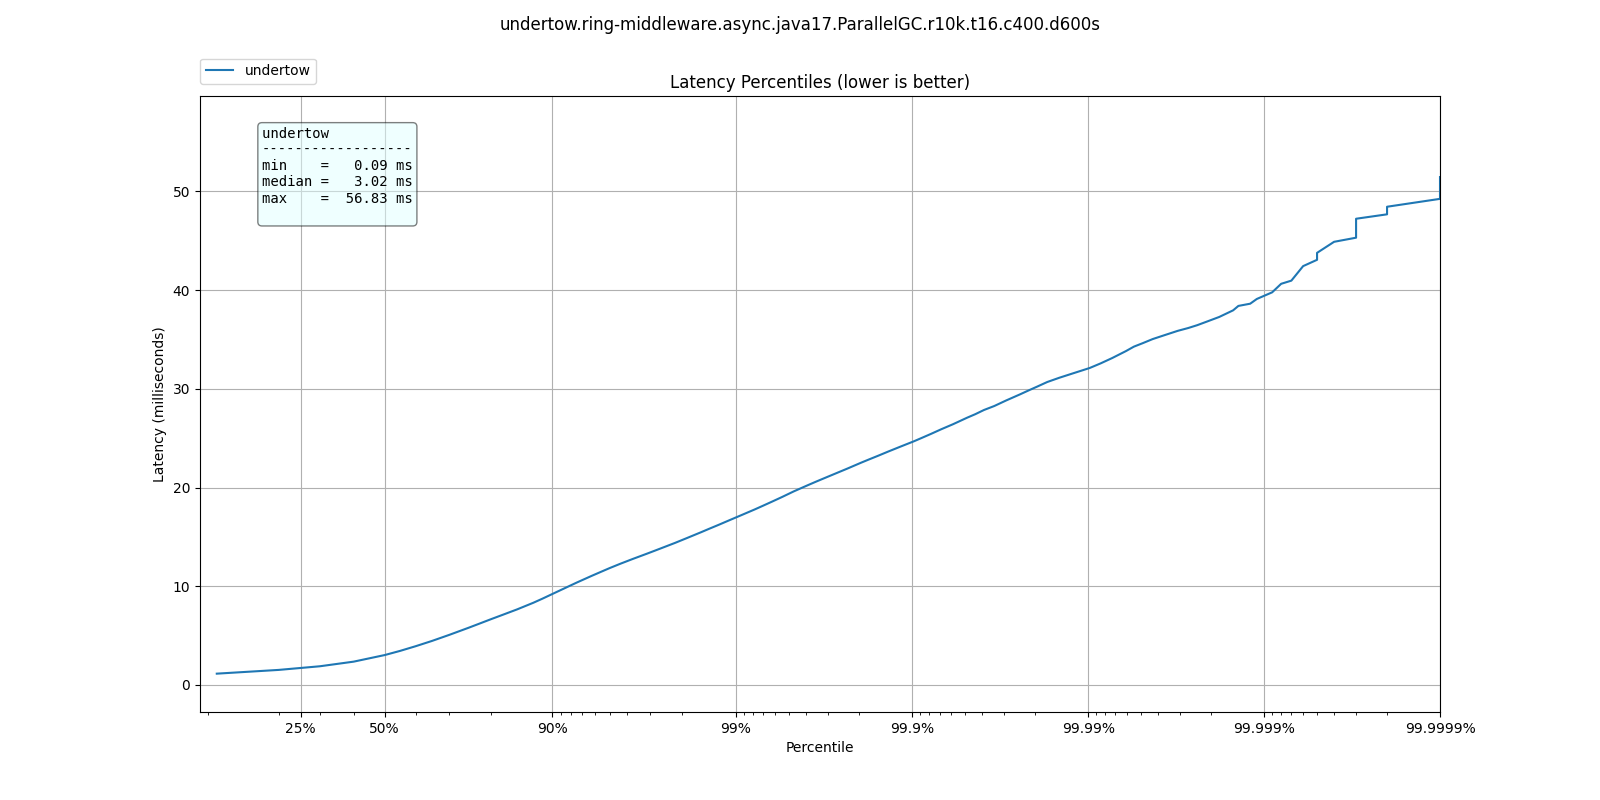 undertow.ring-middleware.async.java17.ParallelGC.r10k.t16.c400.d600s
undertow
Latency Percentiles (lower is better)
undertow
------------------
min    =   0.09 ms
median =   3.02 ms
max    =  56.83 ms
50
40
30
20
10
0
Latency (milliseconds)
25% 50% 90% 99% 99.9% 99.99% 99.999% 99.9999%
Percentile